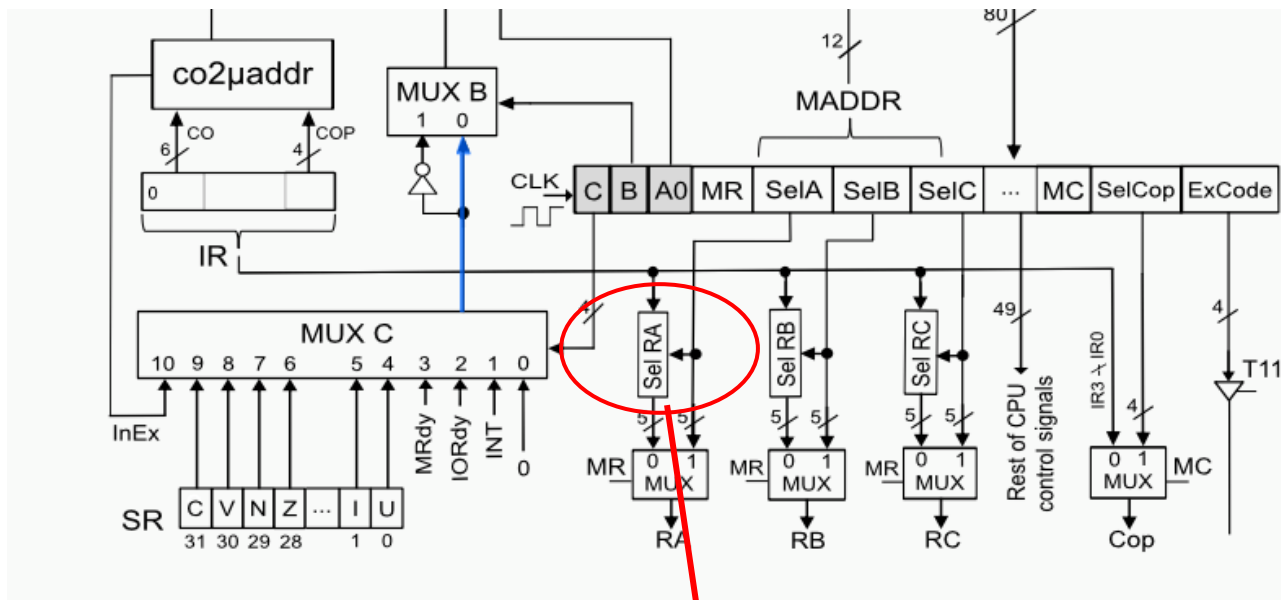 12
80
co2µaddr
MUX B
1 0
MADDR
CO
COP
6
4
CLK
C B A0 MR SelA SelB SelC ... MC SelCop ExCode
0
IR
4
49
4
MUX C
10 9 8 7 6 5 4 3 2 1 0
Sel RA
Sel RB
Sel RC
Rest of CPU
control signals
IR3 -/- IR0
4
T11
InEx
MRdy
IORdy
INT
0
5 5
5 5
5 5
MR 0 1 MUX
MR 0 1 MUX
MR 0 1 MUX
0 1 MUX MC
SR
C V N Z ... I U
31 30 29 28 1 0
RA
RB
RC
Cop